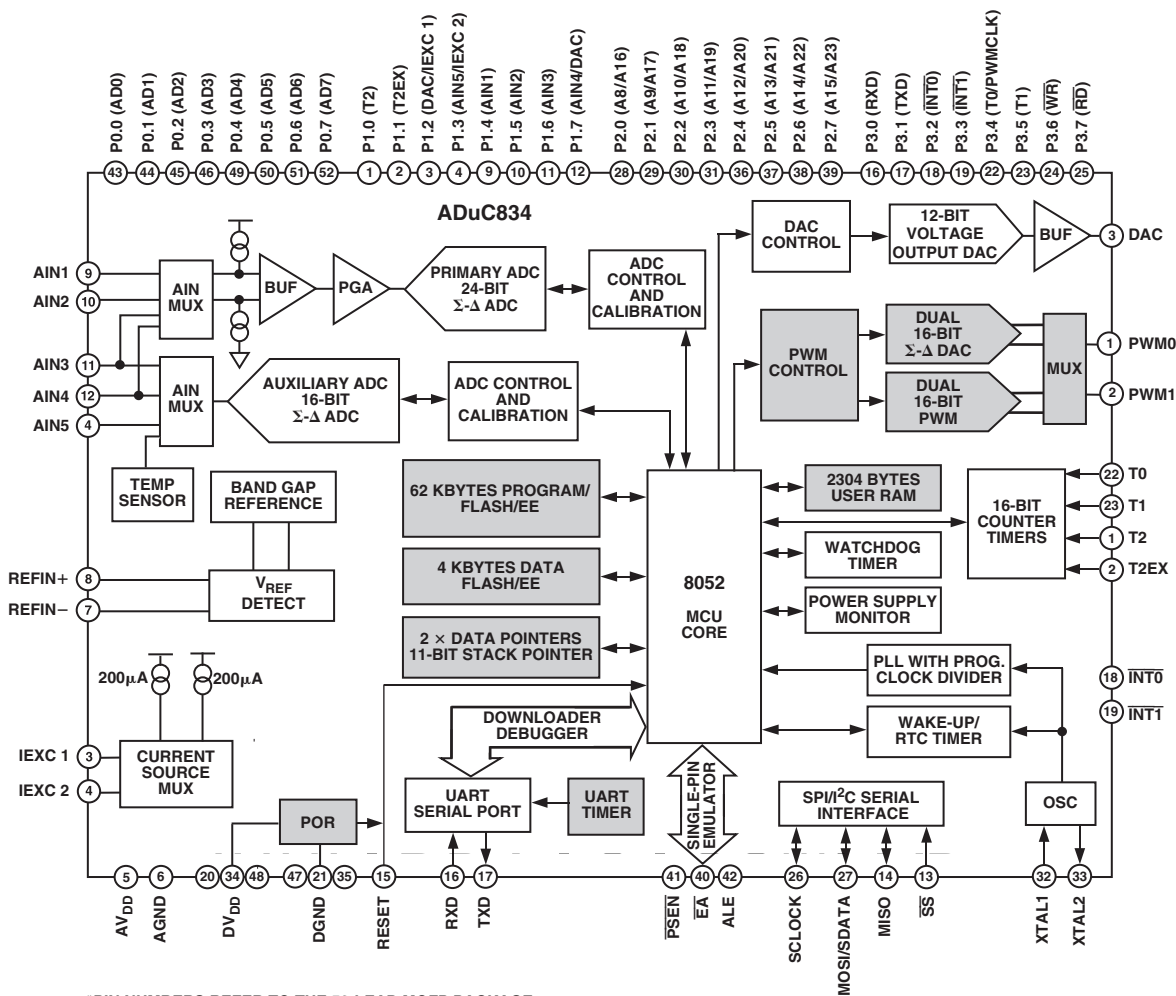 P0.0 (AD0)
P0.1 (AD1)
P0.2 (AD2)
P0.3 (AD3)
P0.4 (AD4)
P0.5 (AD5)
P0.6 (AD6)
P0.7 (AD7)
P1.0 (T2)
P1.1 (T2EX)
P1.2 (DAC/IEXC 1)
P1.3 (AIN5/IEXC 2)
P1.4 (AIN1)
P1.5 (AIN2)
P1.6 (AIN3)
P1.7 (AIN4/DAC)
P2.0 (A8/A16)
P2.1 (A9/A17)
P2.2 (A10/A18)
P2.3 (A11/A19)
P2.4 (A12/A20)
P2.5 (A13/A21)
P2.6 (A14/A22)
P2.7 (A15/A23)
P3.0 (RXD)
P3.1 (TXD)
P3.2 (INT0)
P3.3 (INT1)
P3.4 (T0/PWMCLK)
P3.5 (T1)
P3.6 (WR)
P3.7 (RD)
43 44 45 46 49 50 51 52 1 2 3 4 9 10 11 12 28 29 30 31 36 37 38 39 16 17 18 19 22 23 24 25
ADuC834
AIN1 9
AIN2 10
AIN3 11
AIN4 12
AIN5 4
AIN
MUX
BUF
PGA
PRIMARY ADC
24-BIT
Σ-Δ ADC
ADC
CONTROL
AND
CALIBRATION
DAC
CONTROL
12-BIT
VOLTAGE
OUTPUT DAC
BUF
3 DAC
AIN
MUX
AUXILIARY ADC
16-BIT
Σ-Δ ADC
ADC CONTROL
AND
CALIBRATION
PWM
CONTROL
DUAL
16-BIT
Σ-Δ DAC
DUAL
16-BIT
PWM
MUX
1 PWM0
2 PWM1
TEMP
SENSOR
BAND GAP
REFERENCE
REFIN+ 8
REFIN− 7
VREF
DETECT
62 KBYTES PROGRAM/
FLASH/EE
4 KBYTES DATA
FLASH/EE
2 × DATA POINTERS
11-BIT STACK POINTER
8052
MCU
CORE
2304 BYTES
USER RAM
WATCHDOG
TIMER
POWER SUPPLY
MONITOR
PLL WITH PROG.
CLOCK DIVIDER
WAKE-UP/
RTC TIMER
16-BIT
COUNTER
TIMERS
22 T0
23 T1
1 T2
2 T2EX
18 INT0
19 INT1
200µA 200µA
IEXC 1 3
IEXC 2 4
CURRENT
SOURCE
MUX
DOWNLOADER
DEBUGGER
POR
UART
SERIAL PORT
UART
TIMER
SINGLE-PIN
EMULATOR
SPI/I2C SERIAL
INTERFACE
OSC
5 6 20 34 48 47 21 35 15 16 17 41 40 42 26 27 14 13 32 33
AVDD
AGND
DVDD
DGND
RESET
RXD
TXD
PSEN
EA
ALE
SCLOCK
MOSI/SDATA
MISO
SS
XTAL1
XTAL2